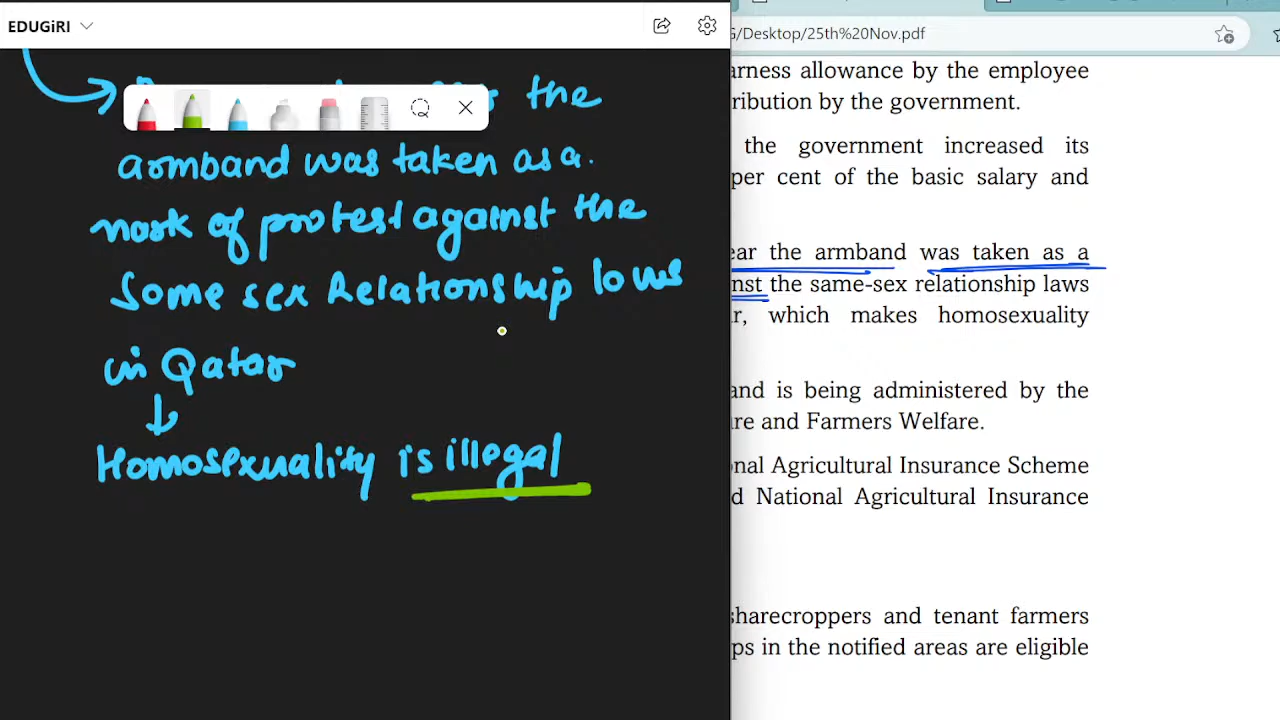 EDUGiRI
the
armband was taken as a.
mark of protest against the
Some sex Relationship laws
in Qatar
Homosexuality is illegal
G/Desktop/25th%20Nov.pdf
arness allowance by the employee
ribution by the government.
the government increased its
per cent of the basic salary and
ear the armband was taken as a
nst the same-sex relationship laws
r, which makes homosexuality
and is being administered by the
re and Farmers Welfare.
nal Agricultural Insurance Scheme
d National Agricultural Insurance
sharecroppers and tenant farmers
ps in the notified areas are eligible